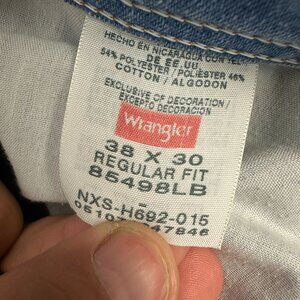 HECHO EN NICARAGUA CON TELA
DE EE.UU.
54% POLYESTER / POLIÉSTER 46%
COTTON / ALGODON
EXCLUSIVE OF DECORATION/
EXCEPTO DECORACION
Wrangler
38 X 30
REGULAR FIT
85498LB
NXS-H692-015